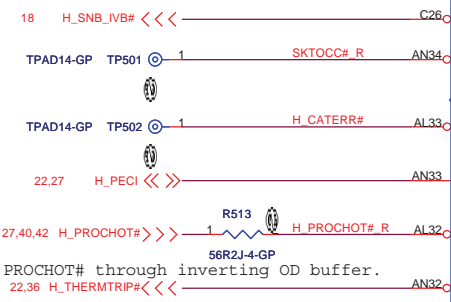 18 H_SNB_IVB# C26
TPAD14-GP TP501 1 SKTOCC#_R AN34
TPAD14-GP TP502 1 H_CATERR# AL33
22,27 H_PECI AN33
R513
27,40,42 H_PROCHOT# 1 H_PROCHOT#_R AL32
56R2J-4-GP
PROCHOT# through inverting OD buffer.
22,36 H_THERMTRIP# AN32